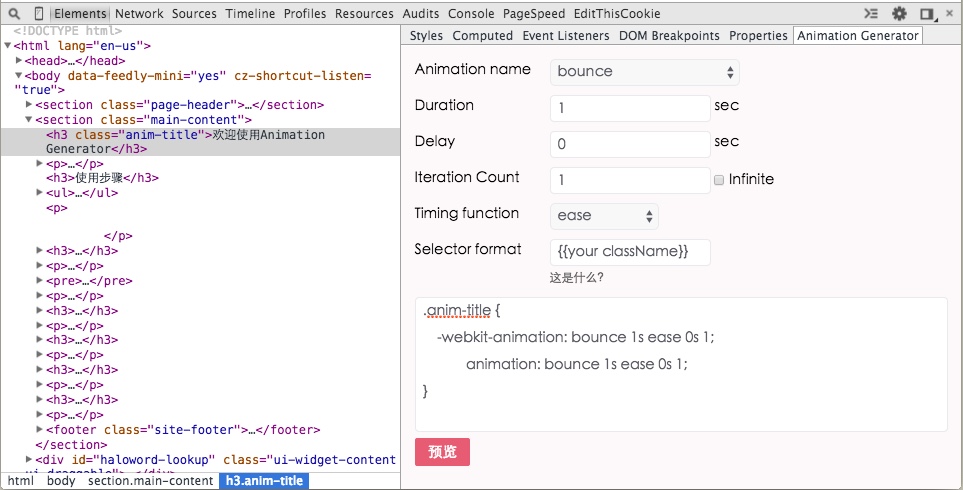 Elements Network Sources Timeline Profiles Resources Audits Console PageSpeed EditThisCookie
<!DOCTYPE html>
<html lang="en-us">
<head>…</head>
<body data-feedly-mini="yes" cz-shortcut-listen=
"true">
<section class="page-header">…</section>
<section class="main-content">
<h3 class="anim-title">欢迎使用Animation
Generator</h3>
<p>…</p>
<h3>使用步骤</h3>
<ul>…</ul>
<p>
</p>
<h3>…</h3>
<p>…</p>
<pre>…</pre>
<p>…</p>
<h3>…</h3>
<p>…</p>
<h3>…</h3>
<p>…</p>
<h3>…</h3>
<p>…</p>
<h3>…</h3>
<p>…</p>
<footer class="site-footer">…</footer>
</section>
<div id="haloword-lookup" class="ui-widget-content
ui-draggable">…</div>
html body section.main-content h3.anim-title
Styles Computed Event Listeners DOM Breakpoints Properties Animation Generator
Animation name bounce
Duration 1 sec
Delay 0 sec
Iteration Count 1 Infinite
Timing function ease
Selector format {{your className}}
这是什么?
.anim-title {
-webkit-animation: bounce 1s ease 0s 1;
animation: bounce 1s ease 0s 1;
}
预览